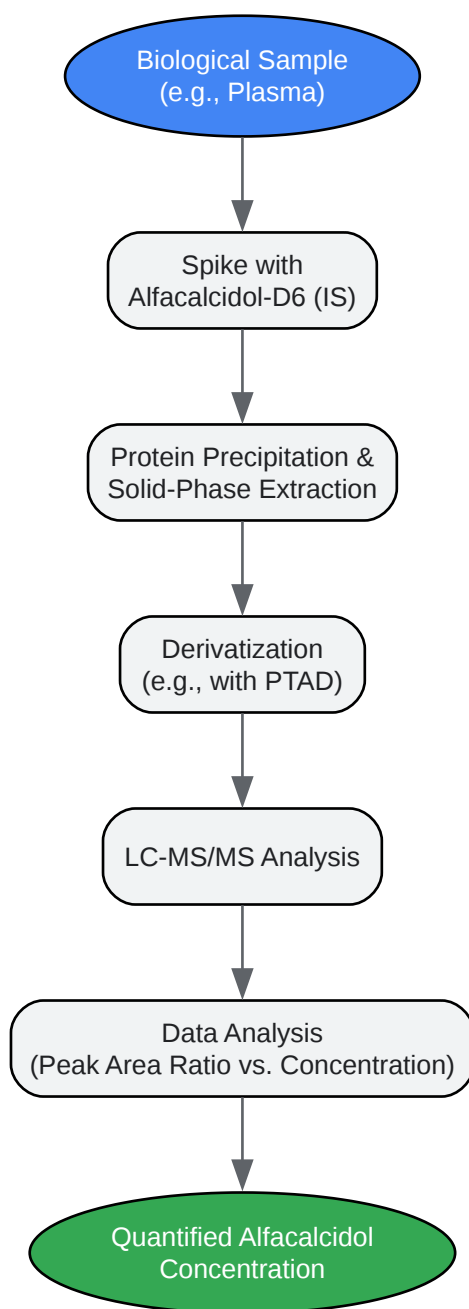 Biological Sample
(e.g., Plasma)
Spike with
Alfacalcidol-D6 (IS)
Protein Precipitation &
Solid-Phase Extraction
Derivatization
(e.g., with PTAD)
LC-MS/MS Analysis
Data Analysis
(Peak Area Ratio vs. Concentration)
Quantified Alfacalcidol
Concentration